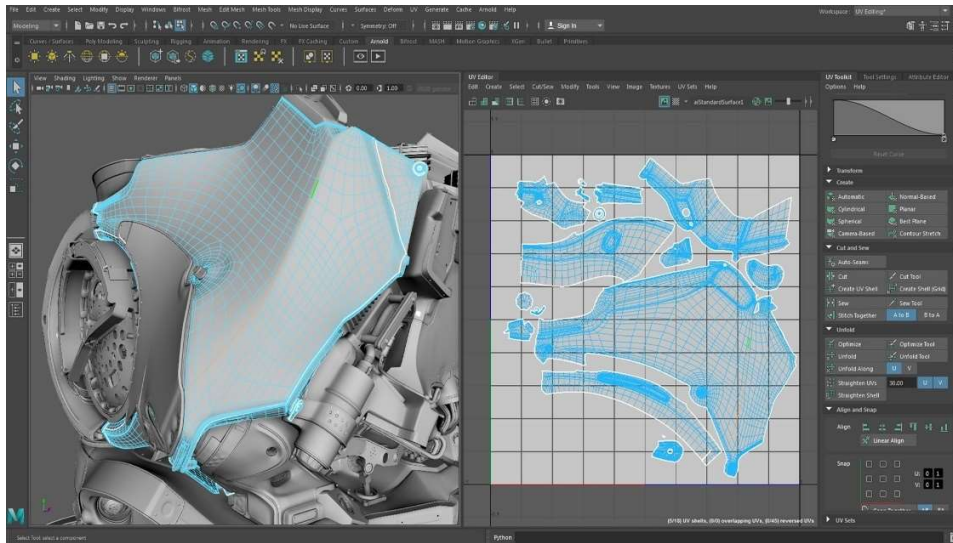 Workspace: UV Editing*
File Edit Create Select Modify Display Windows Bifrost Mesh Edit Mesh Mesh Tools Mesh Display Curves Surfaces Deform UV Generate Cache Arnold Help
Modeling
No Live Surface
Symmetry: Off
Sign In
Curves / Surfaces Poly Modeling Sculpting Rigging Animation Rendering FX FX Caching Custom Arnold Bifrost MASH Motion Graphics XGen Bullet Primitives
View Shading Lighting Show Renderer Panels
0.00 1.00
UV Editor
Edit Create Select Cut/Sew Modify Tools View Image Textures UV Sets Help
aiStandardSurface1
UV Toolkit Tool Settings Attribute Editor
Options Help
Reset Curve
Transform
Create
Automatic Normal-Based
Cylindrical Planar
Spherical Best Plane
Camera-Based Contour Stretch
Cut and Sew
Auto Seams
Cut Cut Tool
Create UV Shell Create Shell (Grid)
Sew Sew Tool
Stitch Together A to B B to A
Unfold
Optimize Optimize Tool
Unfold Unfold Tool
Unfold Along U V
Straighten UVs 30.00 U V
Straighten Shell
Align and Snap
Align
Linear Align
Snap
U: 0 1
V: 0 1
UV Sets
(0/10) UV shells, (0/0) overlapping UVs, (0/45) reversed UVs
Select Tool: select a component
Python